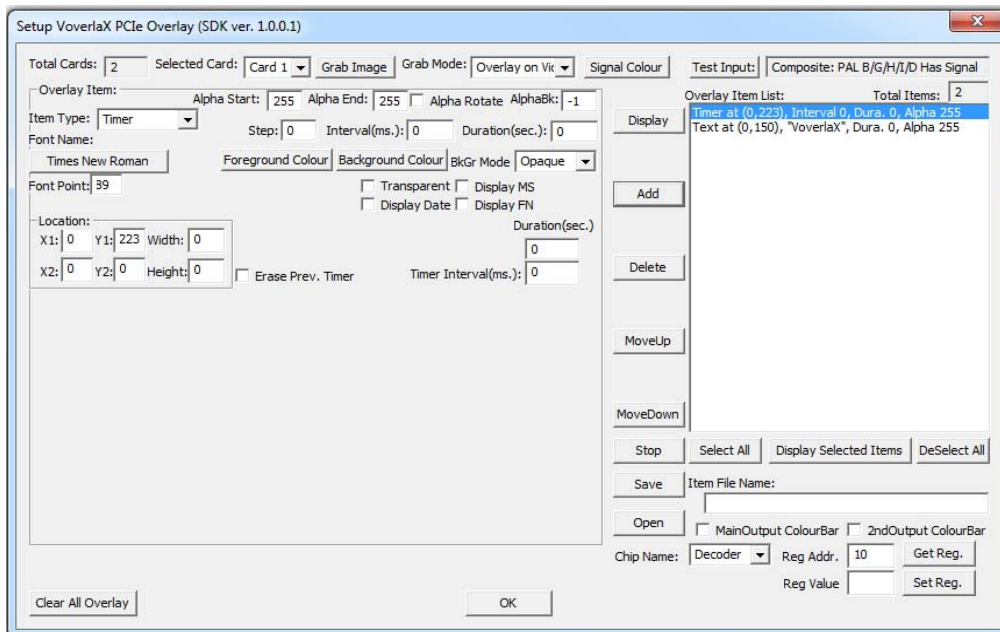 Setup VoverlaX PCIe Overlay (SDK ver. 1.0.0.1)
Total Cards: 2 Selected Card: Card 1 Grab Image Grab Mode: Overlay on Vic Signal Colour Test Input: Composite: PAL B/G/H/I/D Has Signal
Overlay Item: Overlay Item List: Total Items: 2
Alpha Start: 255 Alpha End: 255 Alpha Rotate AlphaBk: -1
Item Type: Timer Display Timer at (0,223), Interval 0, Dura. 0, Alpha 255
Step: 0 Interval(ms.): 0 Duration(sec.): 0 Text at (0,150), "VoverlaX", Dura. 0, Alpha 255
Font Name:
Times New Roman Foreground Colour Background Colour BkGr Mode Opaque
Font Point: 39 Transparent Display MS Add
Display Date Display FN
Location: Duration(sec.)
X1: 0 Y1: 223 Width: 0 0
X2: 0 Y2: 0 Height: 0 Erase Prev. Timer Timer Interval(ms.): 0 Delete
MoveUp
MoveDown
Stop Select All Display Selected Items DeSelect All
Save Item File Name:
Open MainOutput ColourBar 2ndOutput ColourBar
Chip Name: Decoder Reg Addr. 10 Get Reg.
Reg Value Set Reg.
Clear All Overlay OK